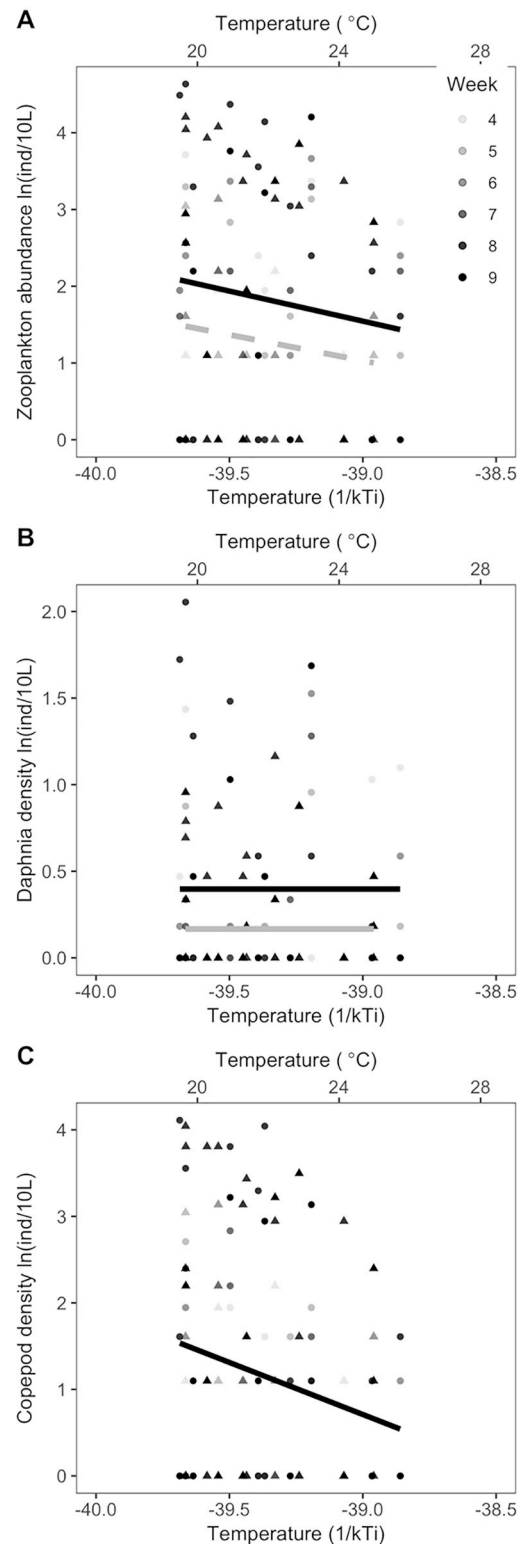 A
Temperature ( °C)
20 24 28
Week
4
5
6
7
8
9
Zooplankton abundance ln(ind/10L)
4
3
2
1
0
-40.0 -39.5 -39.0 -38.5
Temperature (1/kTi)
B
Temperature ( °C)
20 24 28
Daphnia density ln(ind/10L)
2.0
1.5
1.0
0.5
0.0
-40.0 -39.5 -39.0 -38.5
Temperature (1/kTi)
C
Temperature ( °C)
20 24 28
Copepod density ln(ind/10L)
4
3
2
1
0
-40.0 -39.5 -39.0 -38.5
Temperature (1/kTi)